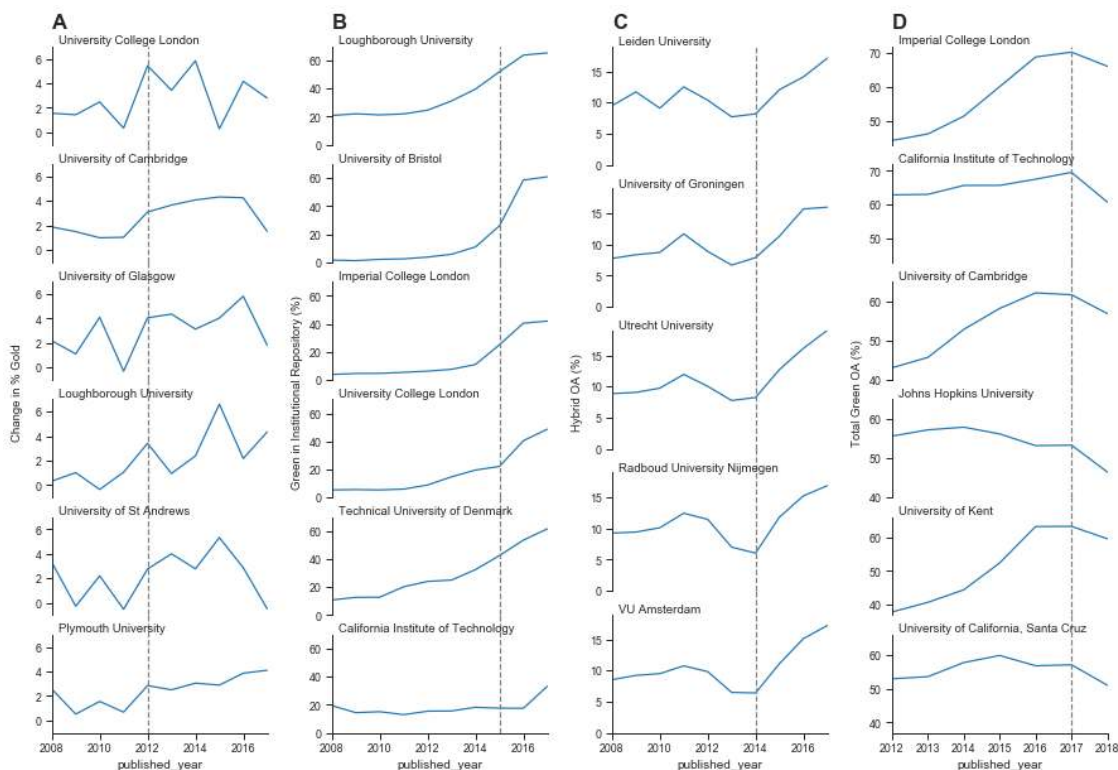 A
University College London
6
4
2
0
University of Cambridge
6
4
2
0
University of Glasgow
6
4
2
0
Loughborough University
6
4
2
0
University of St Andrews
6
4
2
0
Plymouth University
6
4
2
0
Change in % Gold
2008 2010 2012 2014 2016
published_year
B
Loughborough University
60
40
20
0
University of Bristol
60
40
20
0
Imperial College London
60
40
20
0
University College London
60
40
20
0
Technical University of Denmark
60
40
20
0
California Institute of Technology
60
40
20
0
Green in Institutional Repository (%)
2008 2010 2012 2014 2016
published_year
C
Leiden University
15
10
5
0
University of Groningen
15
10
5
0
Utrecht University
15
10
5
0
Radboud University Nijmegen
15
10
5
0
VU Amsterdam
15
10
5
0
Hybrid OA (%)
2008 2010 2012 2014 2016
published_year
D
Imperial College London
70
60
50
California Institute of Technology
70
60
50
University of Cambridge
60
50
40
Johns Hopkins University
60
50
40
University of Kent
60
50
40
University of California, Santa Cruz
60
50
40
Total Green OA (%)
2012 2013 2014 2015 2016 2017 2018
published_year